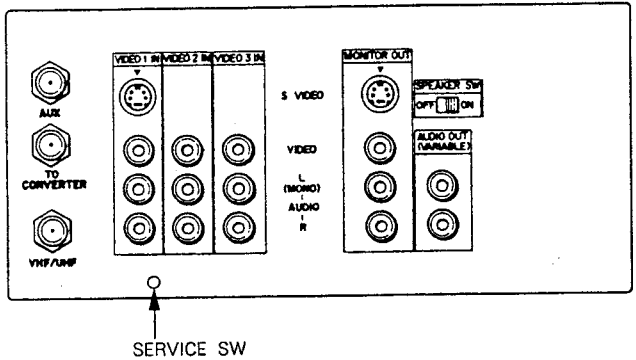 VIDEO 1 IN VIDEO 2 IN VIDEO 3 IN
MONITOR OUT
AUX
S VIDEO
SPEAKER SW
OFF ON
TO
CONVERTER
VIDEO
AUDIO OUT
(VARIABLE)
L
(MONO)
AUDIO
R
VHF/UHF
SERVICE SW